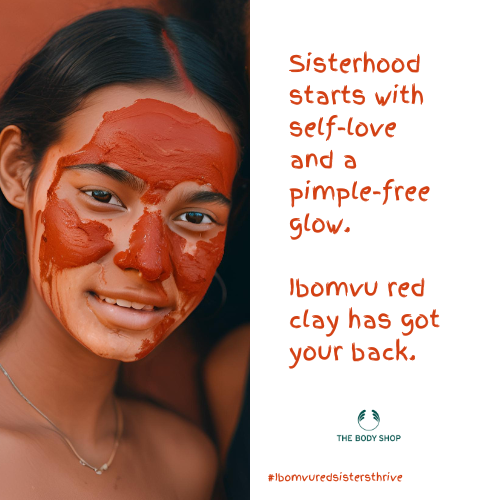 Sisterhood
starts with
self-love
and a
pimple-free
glow.
Ibomvu red
clay has got
your back.
THE BODY SHOP
#Ibomvuredsistersthrive